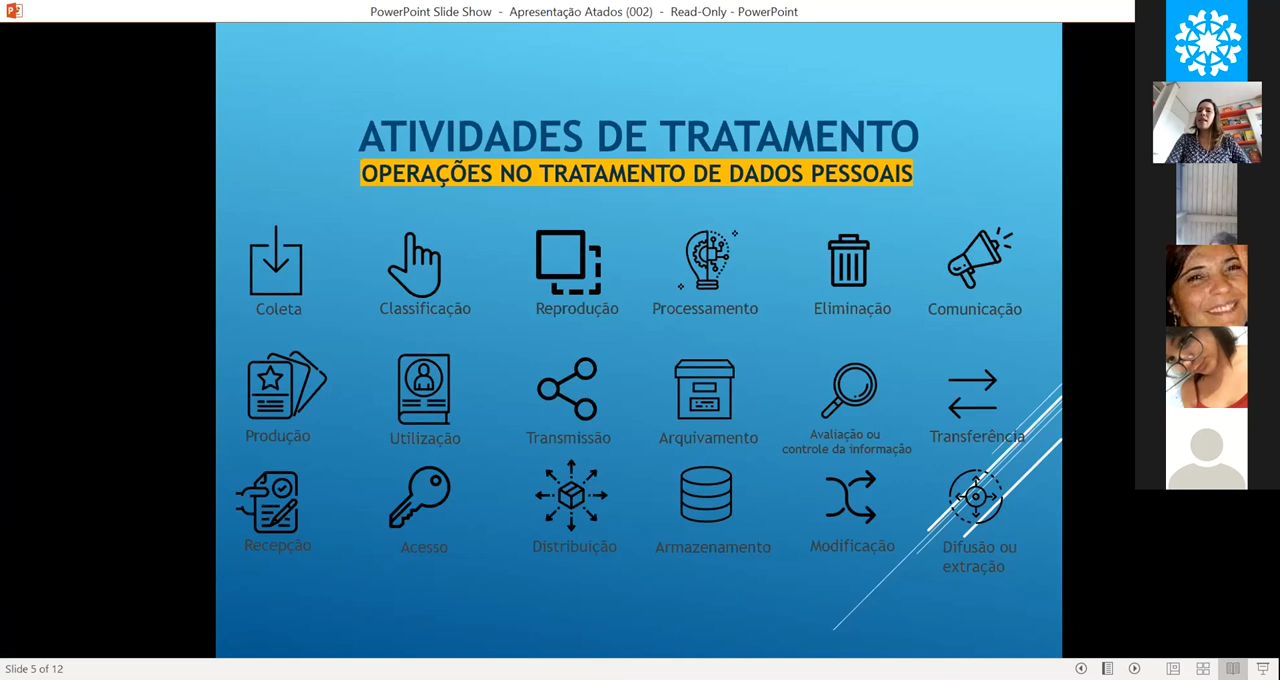 PowerPoint Slide Show - Apresentação Atados (002) - Read-Only - PowerPoint
ATIVIDADES DE TRATAMENTO
OPERAÇÕES NO TRATAMENTO DE DADOS PESSOAIS
Coleta
Classificação
Reprodução
Processamento
Eliminação
Comunicação
Produção
Utilização
Transmissão
Arquivamento
Avaliação ou
controle da informação
Transferência
Recepção
Acesso
Distribuição
Armazenamento
Modificação
Difusão ou
extração
Slide 5 of 12